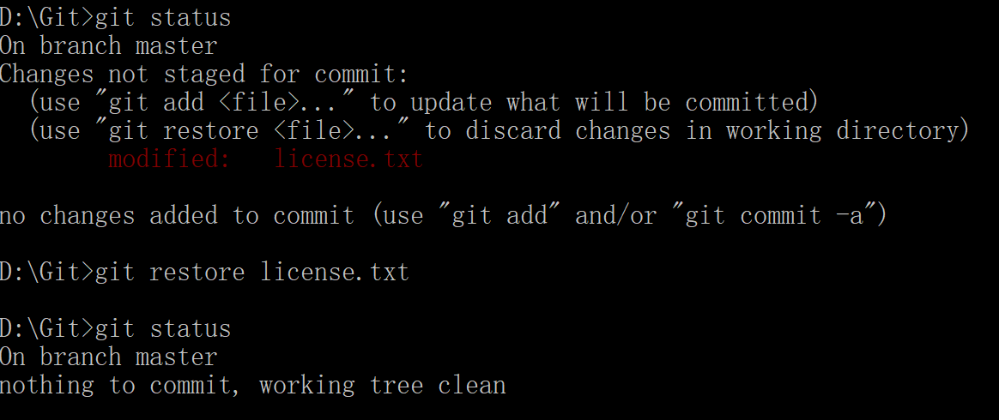 D:\Git>git status
On branch master
Changes not staged for commit:
  (use "git add <file>..." to update what will be committed)
  (use "git restore <file>..." to discard changes in working directory)
        modified:   license.txt
no changes added to commit (use "git add" and/or "git commit -a")
D:\Git>git restore license.txt
D:\Git>git status
On branch master
nothing to commit, working tree clean